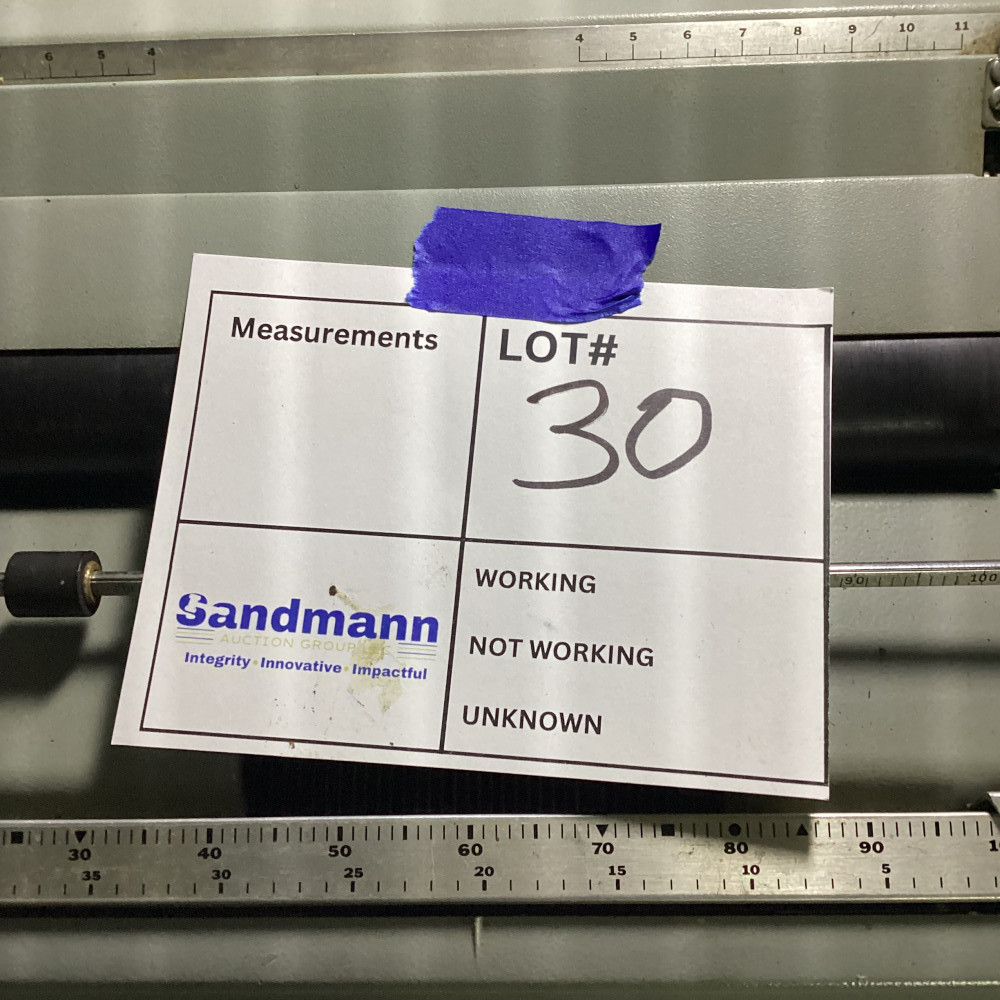 6 5 4
4 5 6 7 8 9 10 11
Measurements
LOT#
30
90 100
WORKING
NOT WORKING
UNKNOWN
Sandmann
AUCTION GROUP LLC
Integrity · Innovative · Impactful
30 40 50 60 70 80 90
35 30 25 20 15 10 5